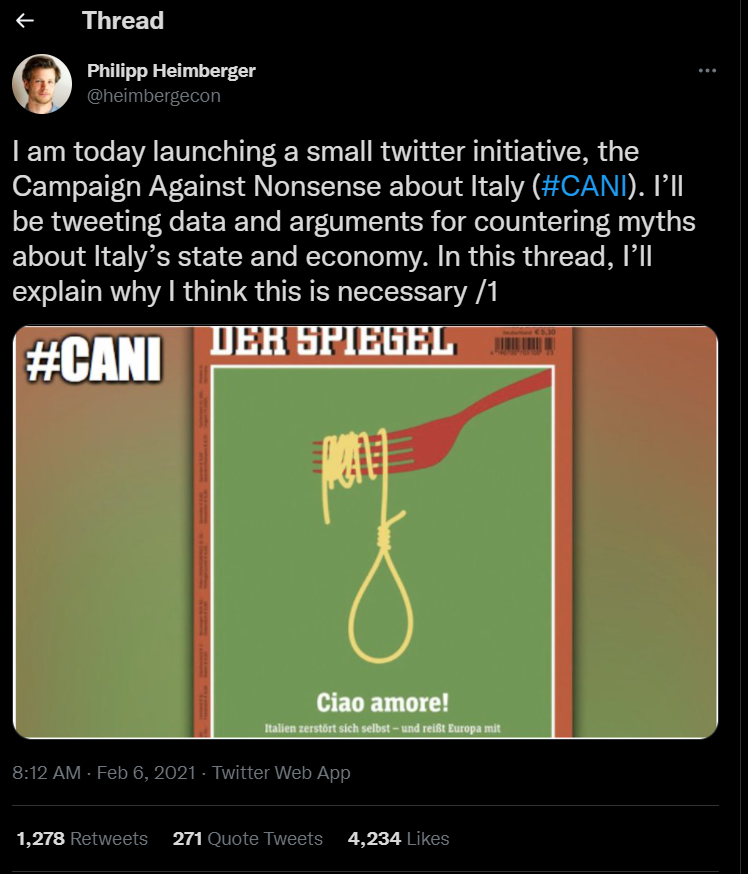 Thread
Philipp Heimberger
@heimbergecon
I am today launching a small twitter initiative, the
Campaign Against Nonsense about Italy (#CANI). I’ll
be tweeting data and arguments for countering myths
about Italy’s state and economy. In this thread, I’ll
explain why I think this is necessary /1
#CANI
DER SPIEGEL
Ciao amore!
Italien zerstört sich selbst – und reißt Europa mit
8:12 AM · Feb 6, 2021 · Twitter Web App
1,278 Retweets 271 Quote Tweets 4,234 Likes